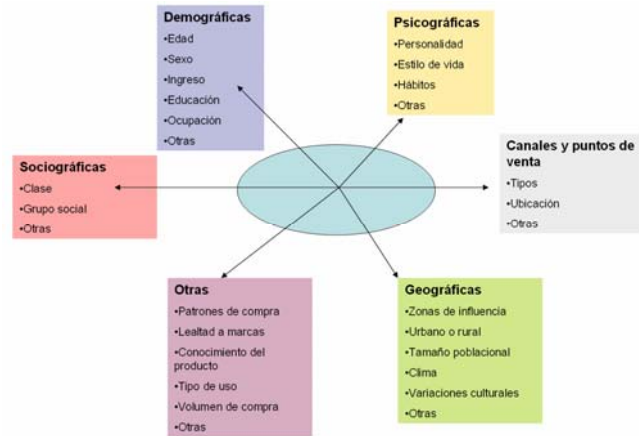 Demográficas
•Edad
•Sexo
•Ingreso
•Educación
•Ocupación
•Otras
Psicográficas
•Personalidad
•Estilo de vida
•Hábitos
•Otras
Sociográficas
•Clase
•Grupo social
•Otras
Canales y puntos de
venta
•Tipos
•Ubicación
•Otras
Otras
•Patrones de compra
•Lealtad a marcas
•Conocimiento del
producto
•Tipo de uso
•Volumen de compra
•Otras
Geográficas
•Zonas de influencia
•Urbano o rural
•Tamaño poblacional
•Clima
•Variaciones culturales
•Otras